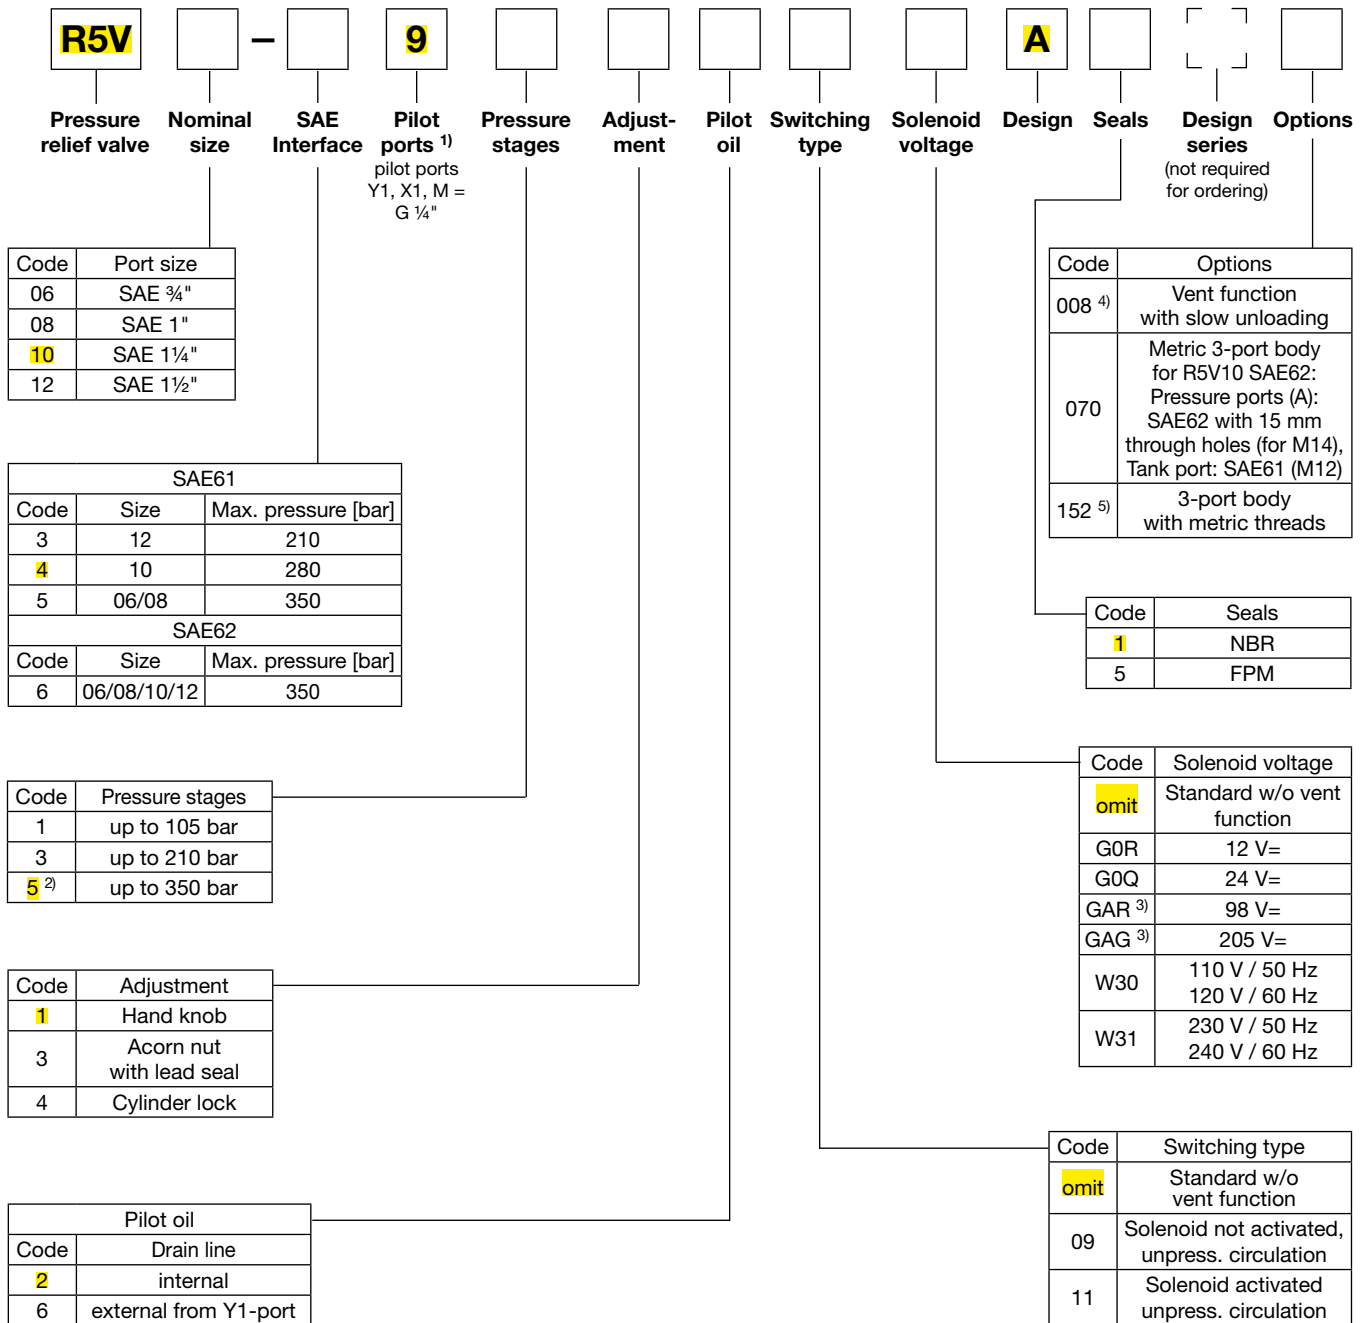 R5V – 9 A
Pressure relief valve
Nominal size
SAE Interface
Pilot ports 1)
pilot ports
Y1, X1, M =
G ¼"
Pressure stages
Adjust-
ment
Pilot oil
Switching type
Solenoid voltage
Design
Seals
Design series
(not required
for ordering)
Options
Code Port size
06 SAE ¾"
08 SAE 1"
10 SAE 1¼"
12 SAE 1½"
SAE61
Code Size Max. pressure [bar]
3 12 210
4 10 280
5 06/08 350
SAE62
Code Size Max. pressure [bar]
6 06/08/10/12 350
Code Pressure stages
1 up to 105 bar
3 up to 210 bar
5 2) up to 350 bar
Code Adjustment
1 Hand knob
3 Acorn nut
with lead seal
4 Cylinder lock
Pilot oil
Code Drain line
2 internal
6 external from Y1-port
Code Options
008 4) Vent function
with slow unloading
070 Metric 3-port body
for R5V10 SAE62:
Pressure ports (A):
SAE62 with 15 mm
through holes (for M14),
Tank port: SAE61 (M12)
152 5) 3-port body
with metric threads
Code Seals
1 NBR
5 FPM
Code Solenoid voltage
omit Standard w/o vent
function
G0R 12 V=
G0Q 24 V=
GAR 3) 98 V=
GAG 3) 205 V=
W30 110 V / 50 Hz
120 V / 60 Hz
W31 230 V / 50 Hz
240 V / 60 Hz
Code Switching type
omit Standard w/o
vent function
09 Solenoid not activated,
unpress. circulation
11 Solenoid activated
unpress. circulation